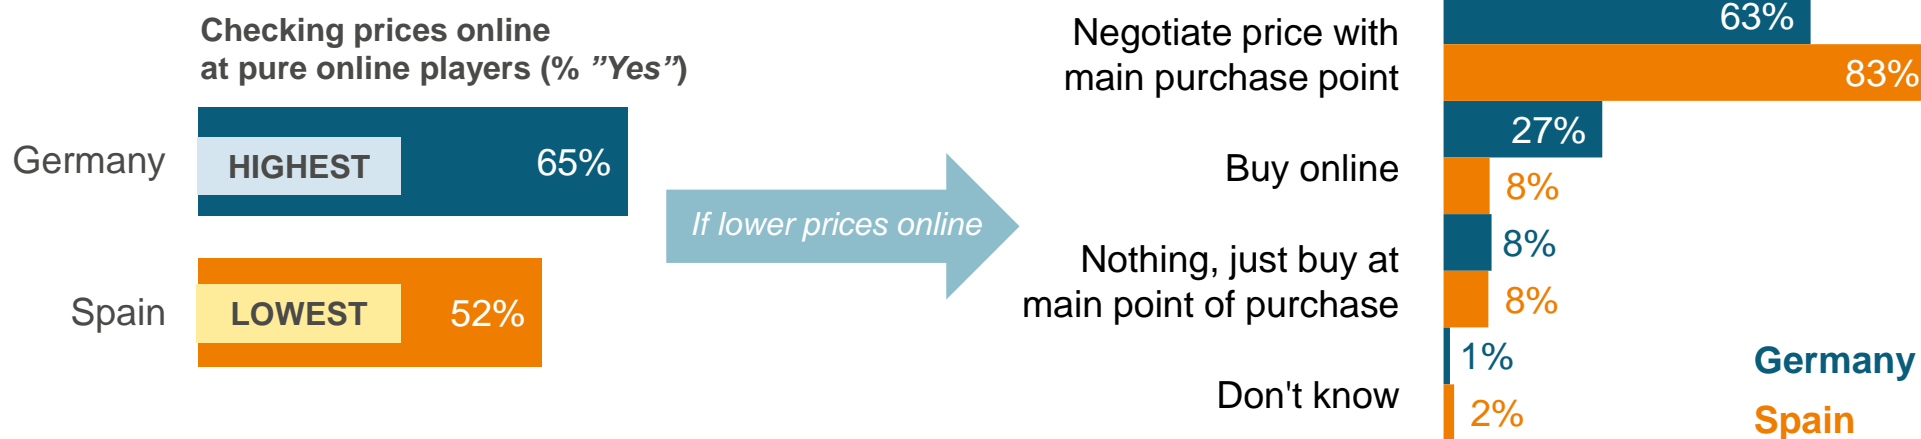 Checking prices online
at pure online players (% ”Yes”)
Germany
HIGHEST
65%
Spain
LOWEST
52%
If lower prices online
Negotiate price with
main purchase point
63%
83%
Buy online
27%
8%
Nothing, just buy at
main point of purchase
8%
8%
Don't know
1%
2%
Germany
Spain